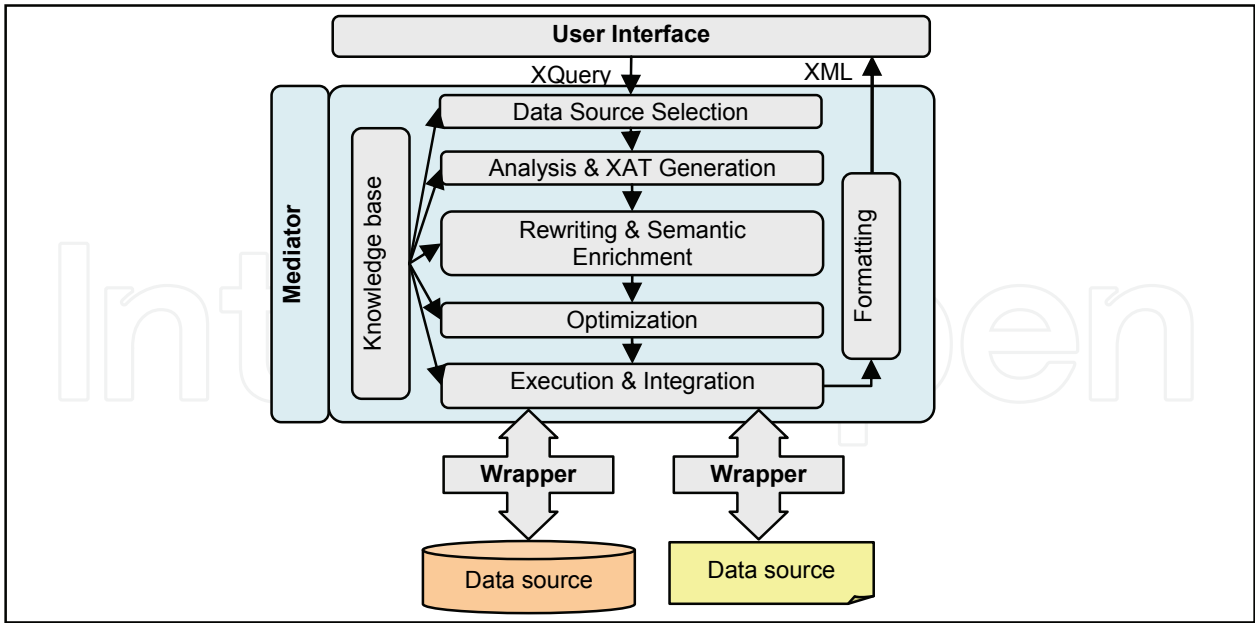 User Interface
XQuery
XML
Mediator
Knowledge base
Data Source Selection
Analysis & XAT Generation
Rewriting & Semantic
Enrichment
Optimization
Execution & Integration
Formatting
Wrapper
Wrapper
Data source
Data source